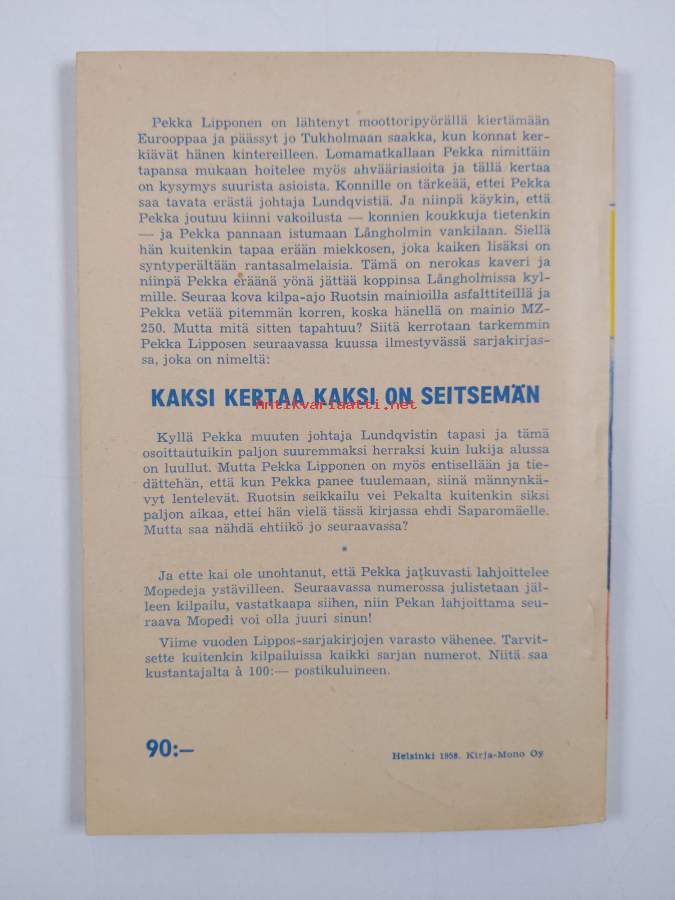 Pekka Lipponen on lähtenyt moottoripyörällä kiertämään
Eurooppaa ja päässyt jo Tukholmaan saakka, kun konnat ker-
kiävät hänen kintereilleen. Lomamatkallaan Pekka nimittäin
tapansa mukaan hoitelee myös ahvääriasioita ja tällä kertaa
on kysymys suurista asioista. Konnille on tärkeää, ettei Pekka
saa tavata erästä johtaja Lundqvistiä. Ja niinpä käykin, että
Pekka joutuu kiinni vakoilusta — konnien koukkuja tietenkin
— ja Pekka pannaan istumaan Långholmin vankilaan. Siellä
hän kuitenkin tapaa erään miekkosen, joka kaiken lisäksi on
syntyperältään rantasalmelaisia. Tämä on nerokas kaveri ja
niinpä Pekka eräänä yönä jättää koppinsa Långholmissa kyl-
mille. Seuraa kova kilpa-ajo Ruotsin mainioilla asfalttiteillä ja
Pekka vetää pitemmän korren, koska hänellä on mainio MZ-
250. Mutta mitä sitten tapahtuu? Siitä kerrotaan tarkemmin
Pekka Lipposen seuraavassa kuussa ilmestyvässä sarjakirjas-
sa, joka on nimeltä:
KAKSI KERTAA KAKSI ON SEITSEMÄN
Antikvariaatti.net
Kyllä Pekka muuten johtaja Lundqvistin tapasi ja tämä
osoittautuikin paljon suuremmaksi herraksi kuin lukija alussa
on luullut. Mutta Pekka Lipponen on myös entisellään ja tie-
dättehän, että kun Pekka panee tuulemaan, siinä männynkä-
vyt lentelevät. Ruotsin seikkailu vei Pekalta kuitenkin siksi
paljon aikaa, ettei hän vielä tässä kirjassa ehdi Saparomäelle.
Mutta saa nähdä ehtiikö jo seuraavassa?
*
Ja ette kai ole unohtanut, että Pekka jatkuvasti lahjoittelee
Mopedeja ystävilleen. Seuraavassa numerossa julistetaan jäl-
leen kilpailu, vastatkaapa siihen, niin Pekan lahjoittama seu-
raava Mopedi voi olla juuri sinun!
Viime vuoden Lippos-sarjakirjojen varasto vähenee. Tarvit-
sette kuitenkin kilpailuissa kaikki sarjan numerot. Niitä saa
kustantajalta à 100:— postikuluineen.
90:—
Helsinki 1958. Kirja-Mono Oy